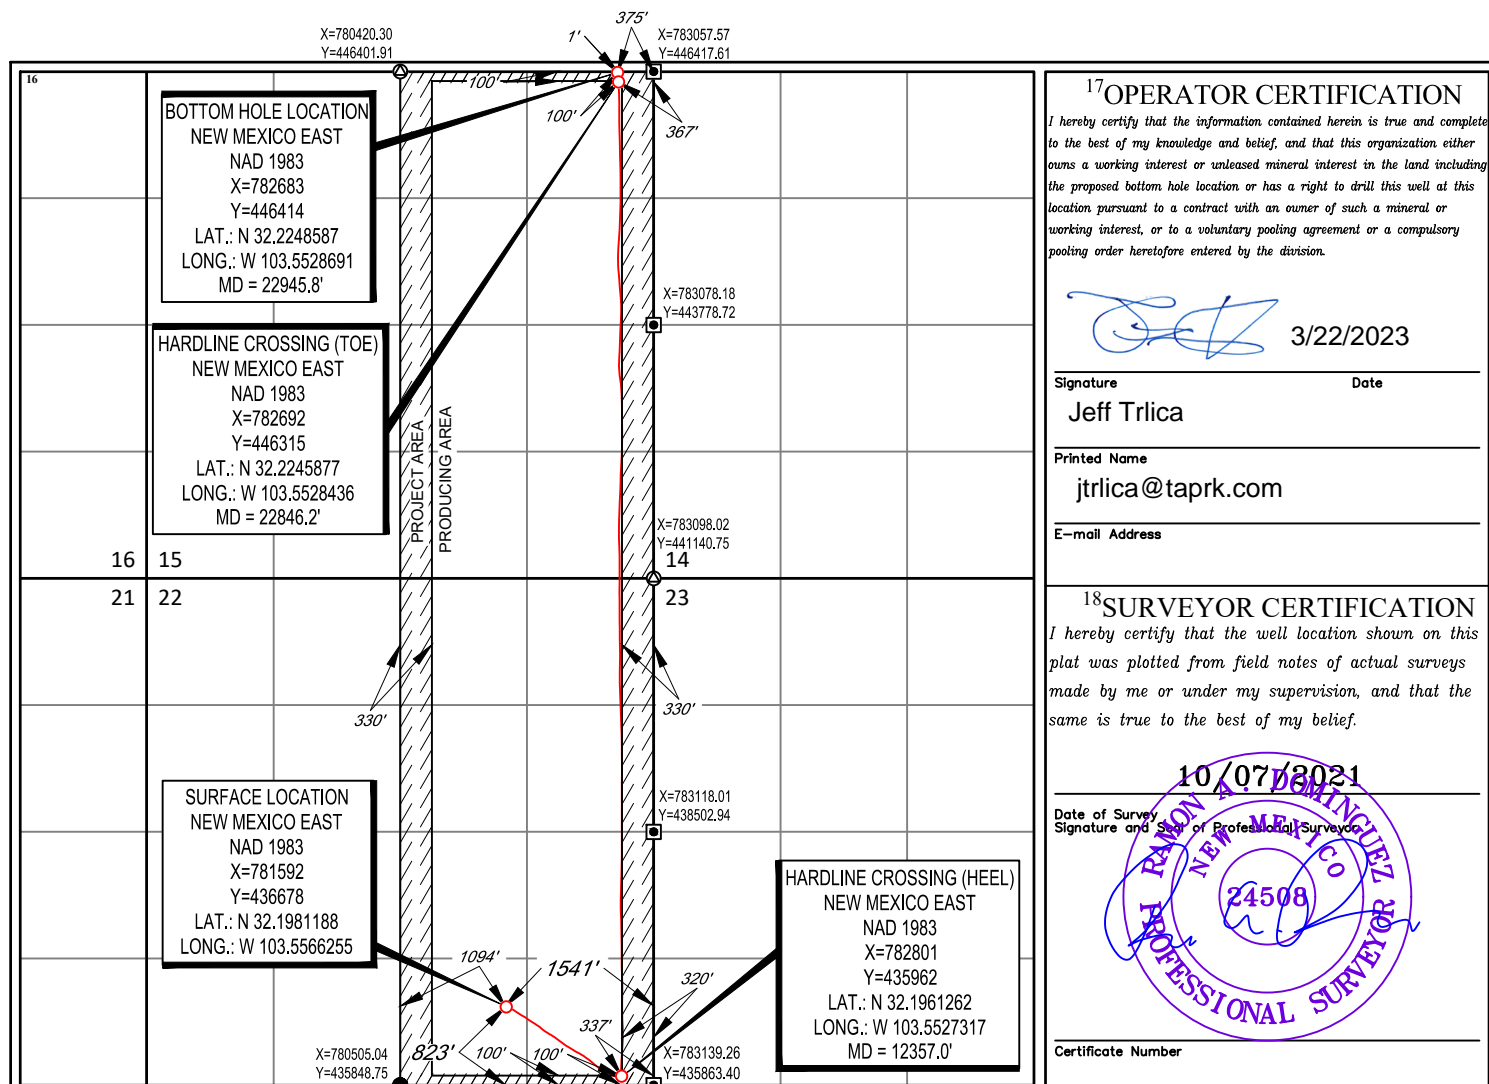 375'
1'
X=780420.30
Y=446401.91
X=783057.57
Y=446417.61
16
100'
100'
367'
BOTTOM HOLE LOCATION
NEW MEXICO EAST
NAD 1983
X=782683
Y=446414
LAT.: N 32.2248587
LONG.: W 103.5528691
MD = 22945.8'
X=783078.18
Y=443778.72
HARDLINE CROSSING (TOE)
NEW MEXICO EAST
NAD 1983
X=782692
Y=446315
LAT.: N 32.2245877
LONG.: W 103.5528436
MD = 22846.2'
PROJECT AREA
PRODUCING AREA
X=783098.02
Y=441140.75
16 15 14
21 22 23
330'
330'
SURFACE LOCATION
NEW MEXICO EAST
NAD 1983
X=781592
Y=436678
LAT.: N 32.1981188
LONG.: W 103.5566255
X=783118.01
Y=438502.94
HARDLINE CROSSING (HEEL)
NEW MEXICO EAST
NAD 1983
X=782801
Y=435962
LAT.: N 32.1961262
LONG.: W 103.5527317
MD = 12357.0'
1094'
1541'
320'
337'
823'
100'
100'
X=780505.04
Y=435848.75
X=783139.26
Y=435863.40
17 OPERATOR CERTIFICATION
I hereby certify that the information contained herein is true and complete
to the best of my knowledge and belief, and that this organization either
owns a working interest or unleased mineral interest in the land including
the proposed bottom hole location or has a right to drill this well at this
location pursuant to a contract with an owner of such a mineral or
working interest, or to a voluntary pooling agreement or a compulsory
pooling order heretofore entered by the division.
3/22/2023
Signature Date
Jeff Trlica
Printed Name
jtrlica@taprk.com
E-mail Address
18 SURVEYOR CERTIFICATION
I hereby certify that the well location shown on this
plat was plotted from field notes of actual surveys
made by me or under my supervision, and that the
same is true to the best of my belief.
10/07/2021
Date of Survey
Signature and Seal of Professional Surveyor:
RAMON A. DOMINGUEZ
NEW MEXICO
24508
PROFESSIONAL SURVEYOR
Certificate Number